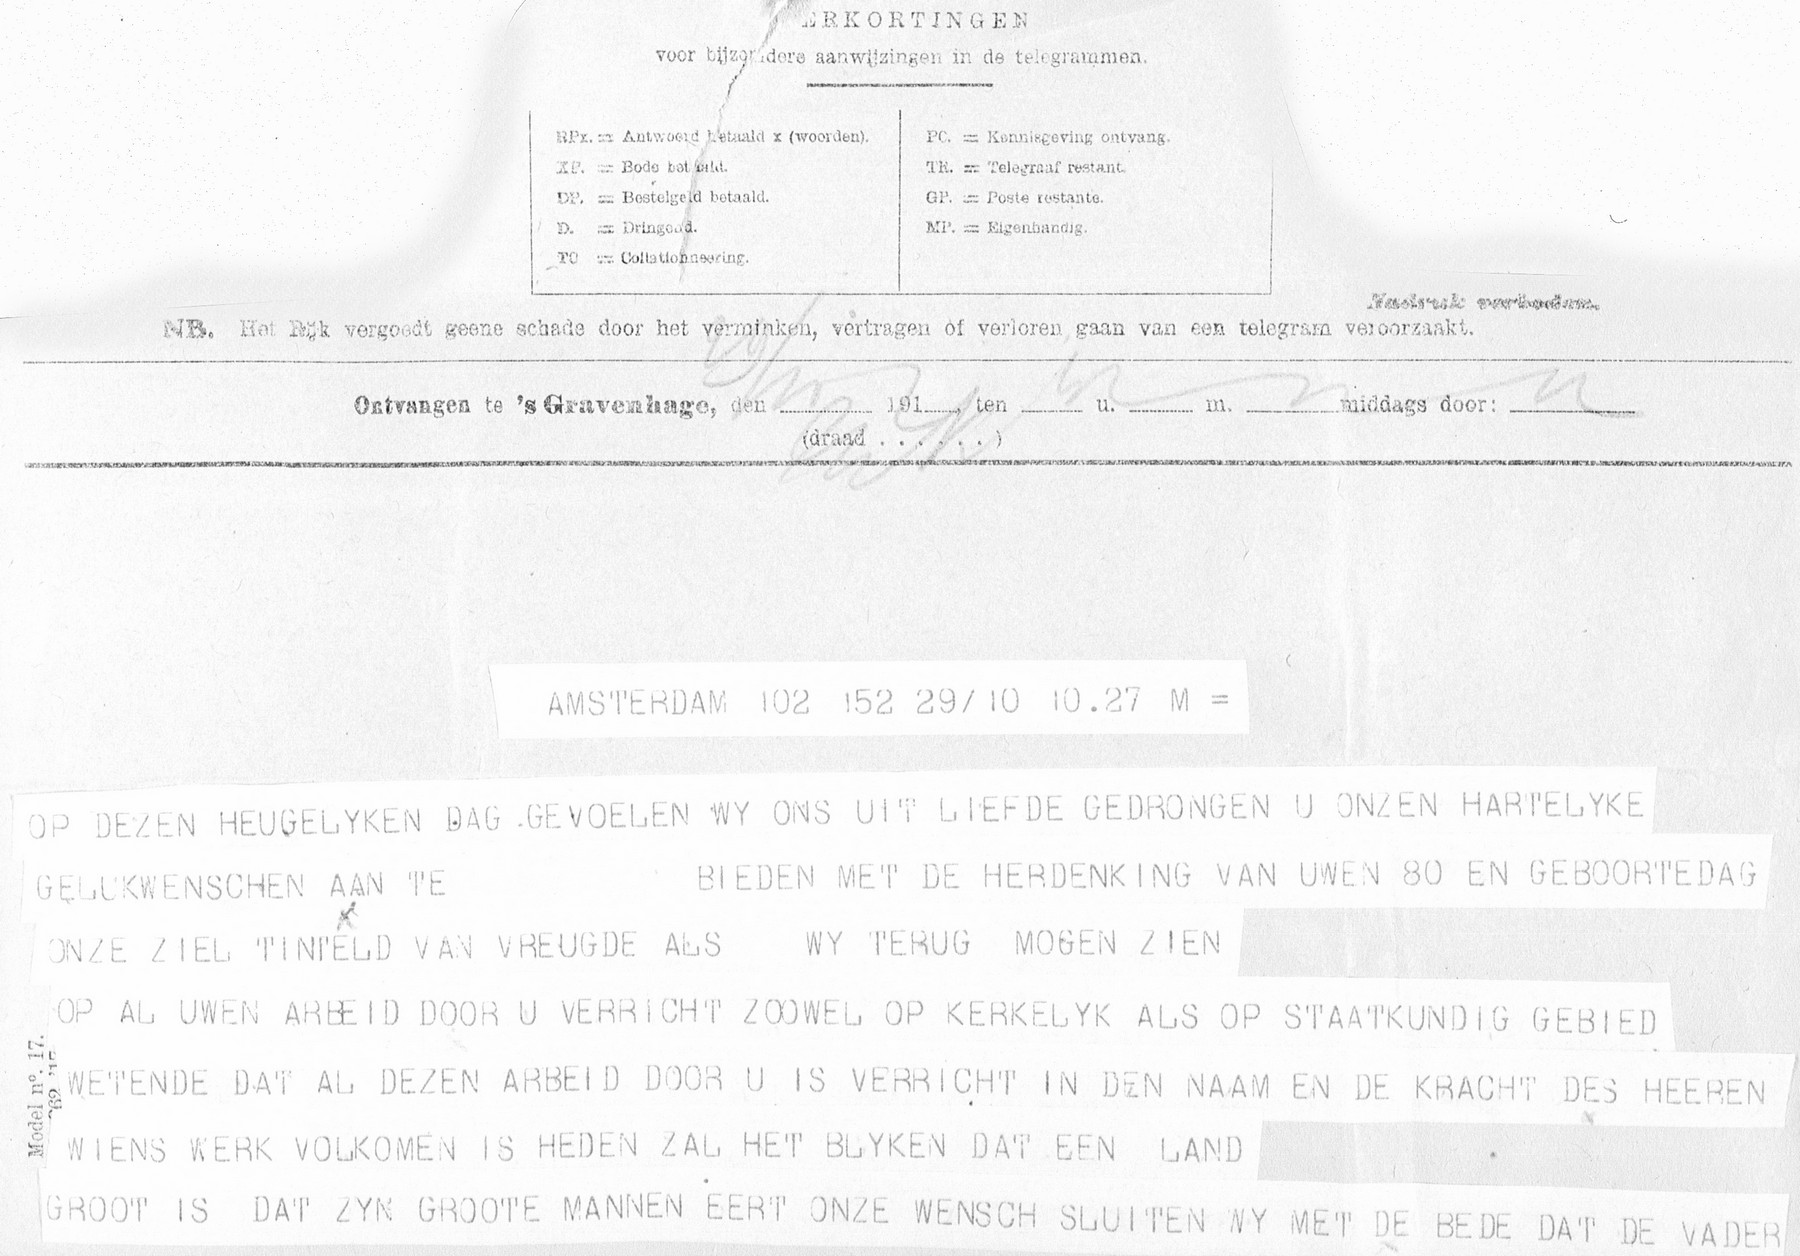 ERKORTINGEN
voor bijzondere aanwijzingen in de telegrammen.
RPx. = Antwoord betaald x (woorden).
XP. = Bode betaald.
DP. = Bestelgeld betaald.
D. = Dringend.
TC = Collationneering.
PC. = Kennisgeving ontvang.
TR. = Telegraaf restant.
GP. = Poste restante.
MP. = Eigenhandig.
Nadruk verboden.
NB. Het Rijk vergoedt geene schade door het verminken, vertragen of verloren gaan van een telegram veroorzaakt.
Ontvangen te 's Gravenhage, den 191 , ten u. m. middags door:
(draad . . . . . . )
AMSTERDAM 102 152 29/10 10.27 M =
OP DEZEN HEUGELYKEN DAG .GEVOELEN WY ONS UIT LIEFDE GEDRONGEN U ONZEN HARTELYKE
GELUKWENSCHEN AAN TE BIEDEN MET DE HERDENKING VAN UWEN 80 EN GEBOORTEDAG
ONZE ZIEL TINTELD VAN VREUGDE ALS WY TERUG MOGEN ZIEN
OP AL UWEN ARBEID DOOR U VERRICHT ZOOWEL OP KERKELYK ALS OP STAATKUNDIG GEBIED
WETENDE DAT AL DEZEN ARBEID DOOR U IS VERRICHT IN DEN NAAM EN DE KRACHT DES HEEREN
WIENS WERK VOLKOMEN IS HEDEN ZAL HET BLYKEN DAT EEN LAND
GROOT IS DAT ZYN GROOTE MANNEN EERT ONZE WENSCH SLUITEN WY MET DE BEDE DAT DE VADER
Model nº. 17.